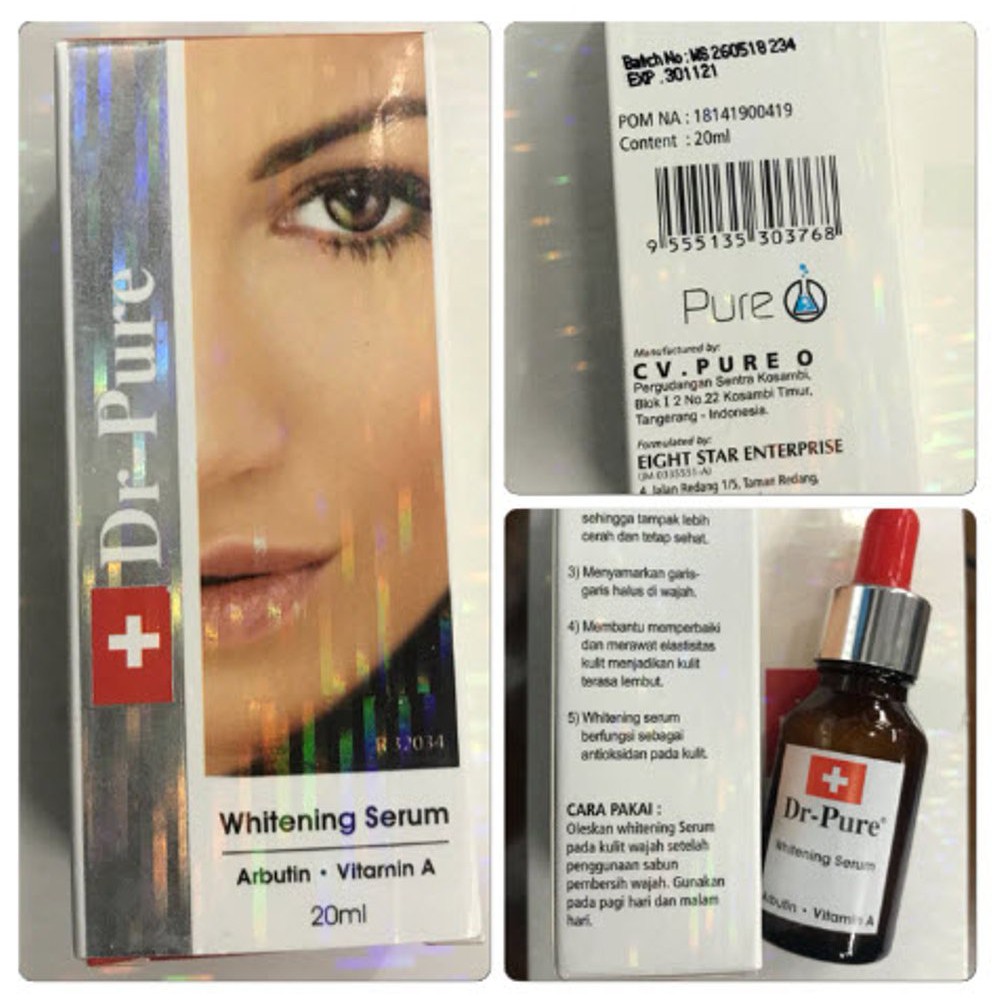 Dr-Pure
R 32034
Whitening Serum
Arbutin • Vitamin A
20ml
Batch No : WS 260518 234
EXP . 301121
POM NA : 18141900419
Content : 20ml
9 555135 303768
Pure
Manufactured by:
CV. PURE O
Pergudangan Sentra Kosambi,
Blok I 2 No.22 Kosambi Timur,
Tangerang - Indonesia.
Formulated by:
EIGHT STAR ENTERPRISE
4, Jalan Redang 1/5, Taman Redang,
sehingga tampak lebih
cerah dan tetap sehat.
3) Menyamarkan garis-
garis halus di wajah.
4) Membantu memperbaiki
dan merawat elastisitas
kulit menjadikan kulit
terasa lembut.
5) Whitening serum
berfungsi sebagai
antioksidan pada kulit.
CARA PAKAI :
Oleskan whitening Serum
pada kulit wajah setelah
penggunaan sabun
pembersih wajah. Gunakan
pada pagi hari dan malam
hari.
Dr-Pure®
Whitening Serum
Arbutin • Vitamin A